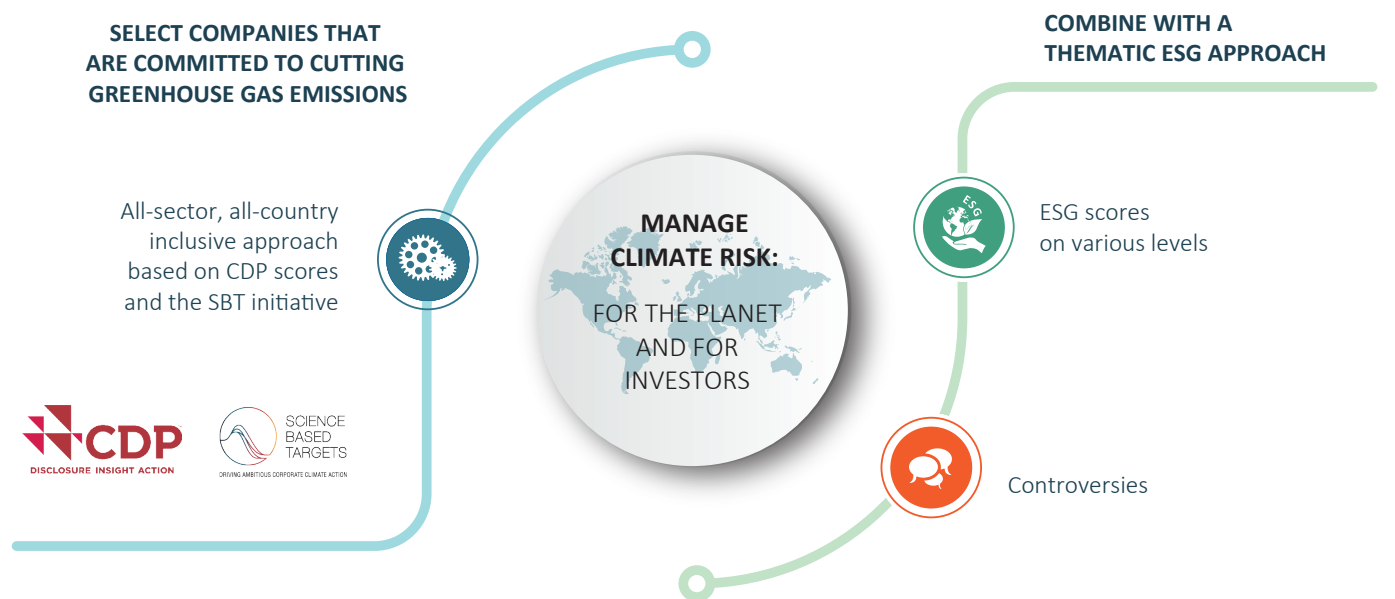 SELECT COMPANIES THAT
ARE COMMITTED TO CUTTING
GREENHOUSE GAS EMISSIONS
All-sector, all-country
inclusive approach
based on CDP scores
and the SBT initiative
CDP
DISCLOSURE INSIGHT ACTION
SCIENCE
BASED
TARGETS
DRIVING AMBITIOUS CORPORATE CLIMATE ACTION
MANAGE
CLIMATE RISK:
FOR THE PLANET
AND FOR
INVESTORS
COMBINE WITH A
THEMATIC ESG APPROACH
ESG
ESG scores
on various levels
Controversies